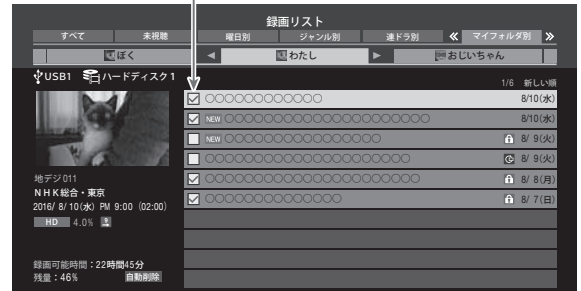 録画リスト
すべて 未視聴 曜日別 ジャンル別 連ドラ別 ≪ マイフォルダ別 ≫
ぼく ◀ わたし ▶ おじいちゃん
USB1 ハードディスク1
1/6 新しい順
○○○○○○○○○○○○ 8/10(水)
NEW ○○○○○○○○○○○○○○○○○○○○○ 8/10(水)
NEW ○○○○○○○○○○○○○○○○ 8/ 9(火)
○○○○○○○○○○○○○○○○○○○○○ 8/ 9(火)
○○○○○○○○○○○○○○○○○○○○○○ 8/ 8(月)
○○○○○○○○○○○○○○ 8/ 7(日)
地デジ011
NHK総合・東京
2016/ 8/10(水) PM 9:00 (02:00)
HD 4.0%
録画可能時間:22時間45分
残量:46% 自動削除